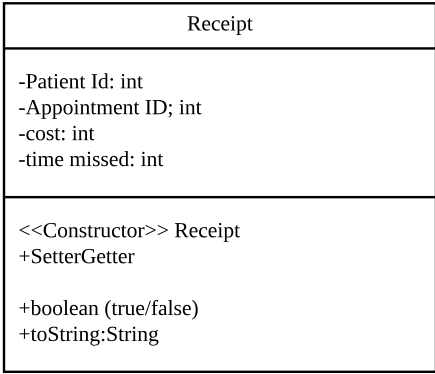 Receipt
-Patient Id: int
-Appointment ID; int
-cost: int
-time missed: int
<<Constructor>> Receipt
+SetterGetter
+boolean (true/false)
+toString:String